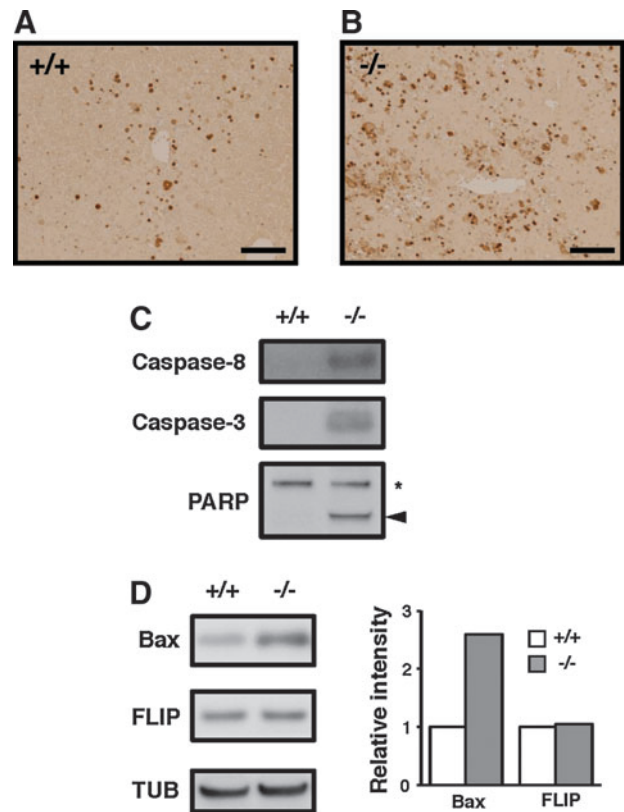 A
B
+/+
-/-
C
+/+ -/-
Caspase-8
Caspase-3
PARP
*
D
+/+ -/-
Bax
FLIP
TUB
Relative intensity
3
2
1
0
+/+
-/-
Bax FLIP